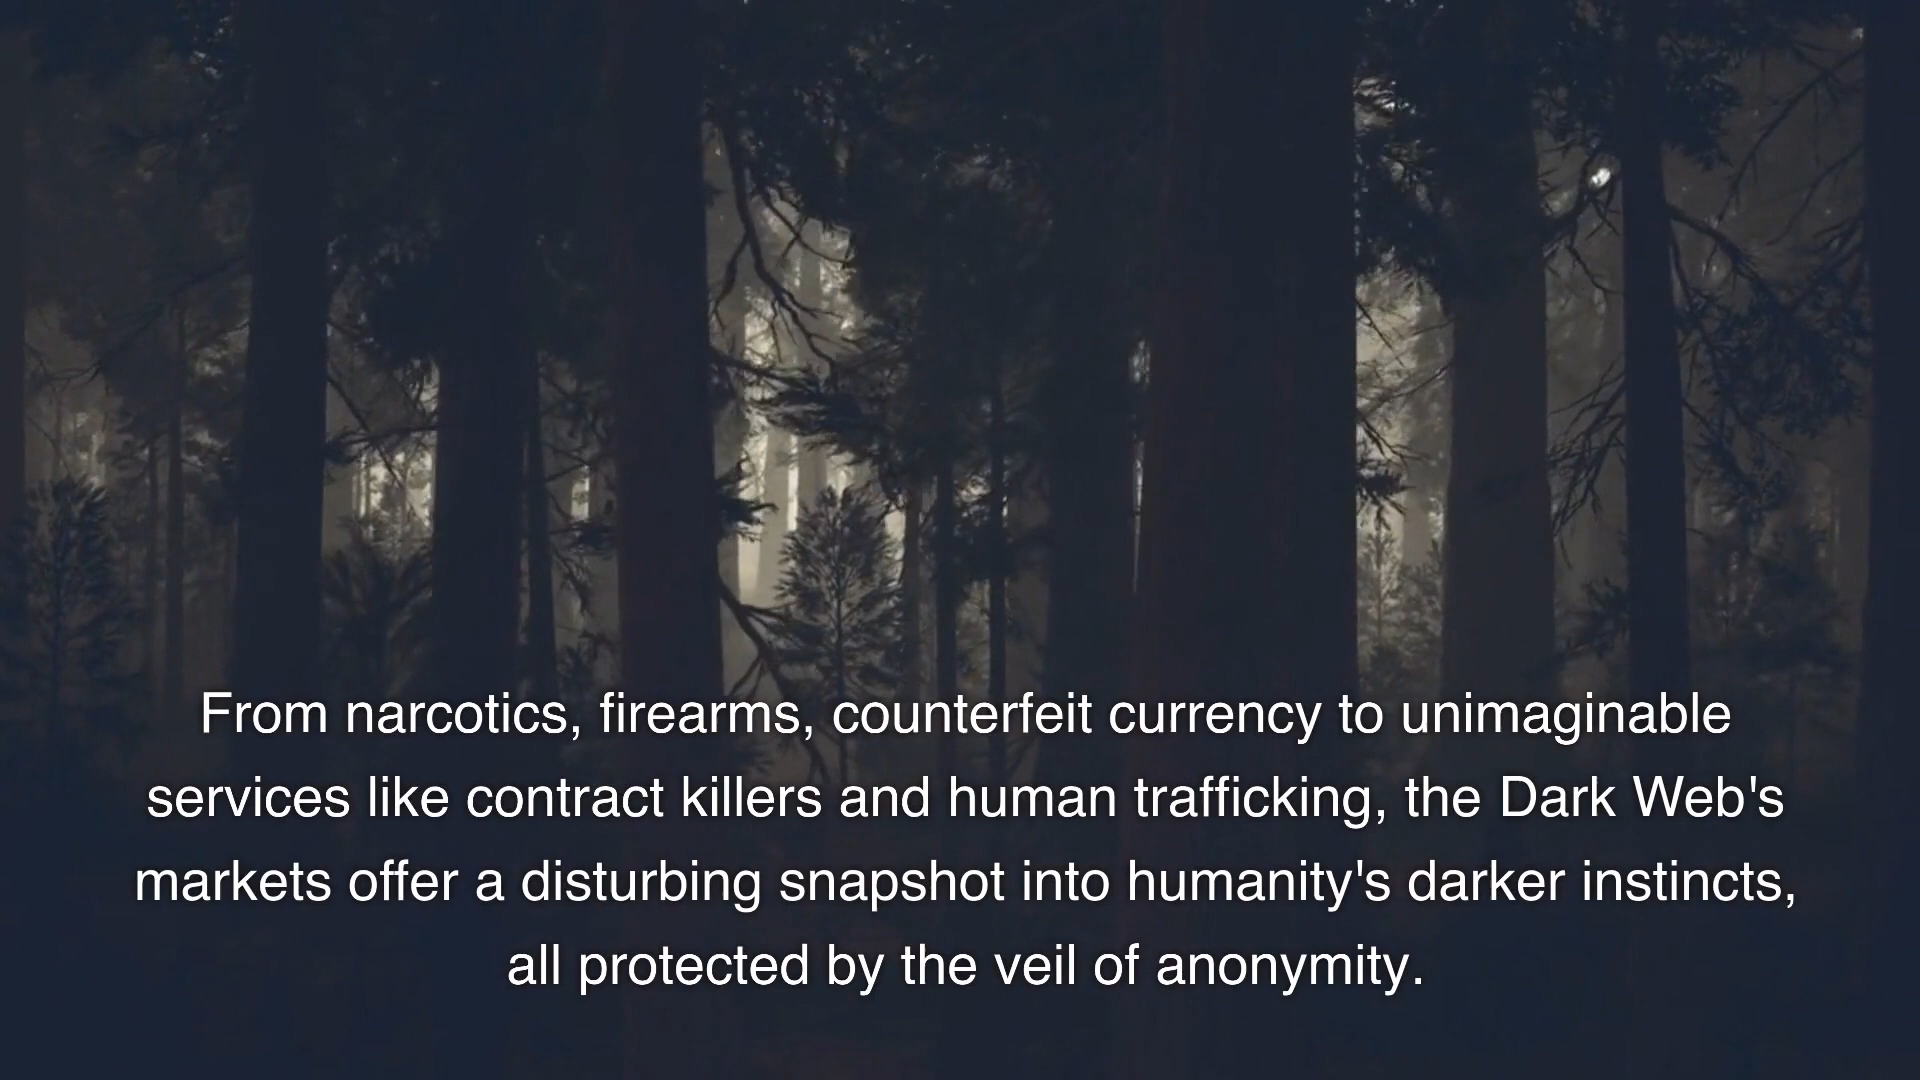 From narcotics, firearms, counterfeit currency to unimaginable
services like contract killers and human trafficking, the Dark Web's
markets offer a disturbing snapshot into humanity's darker instincts,
all protected by the veil of anonymity.